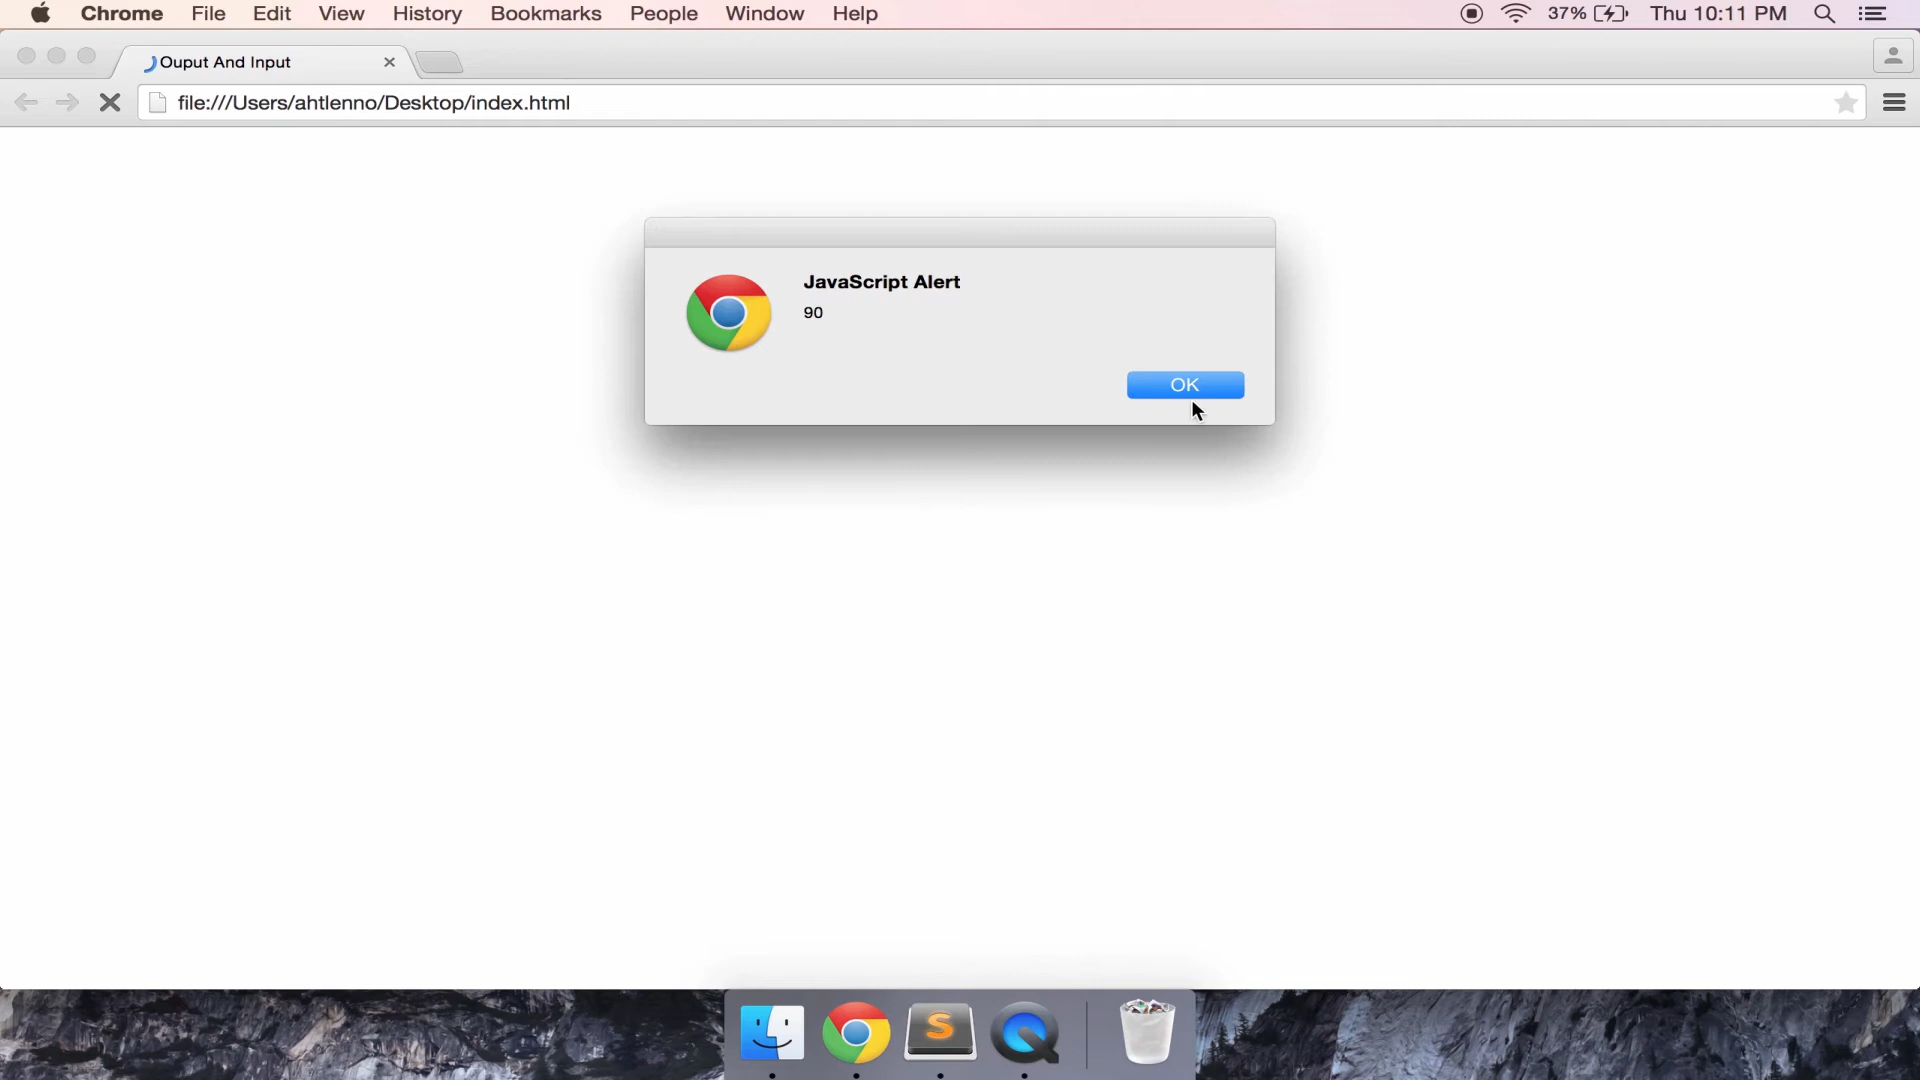 Chrome File Edit View History Bookmarks People Window Help 37% Thu 10:11 PM
Ouput And Input
file:///Users/ahtlenno/Desktop/index.html
JavaScript Alert
90
OK
S